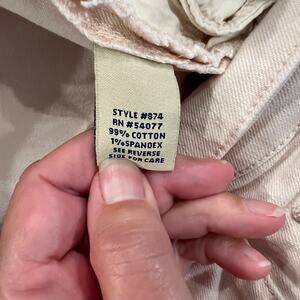 STYLE #874
RN #54077
99% COTTON
1% SPANDEX
SEE REVERSE
SIDE FOR CARE